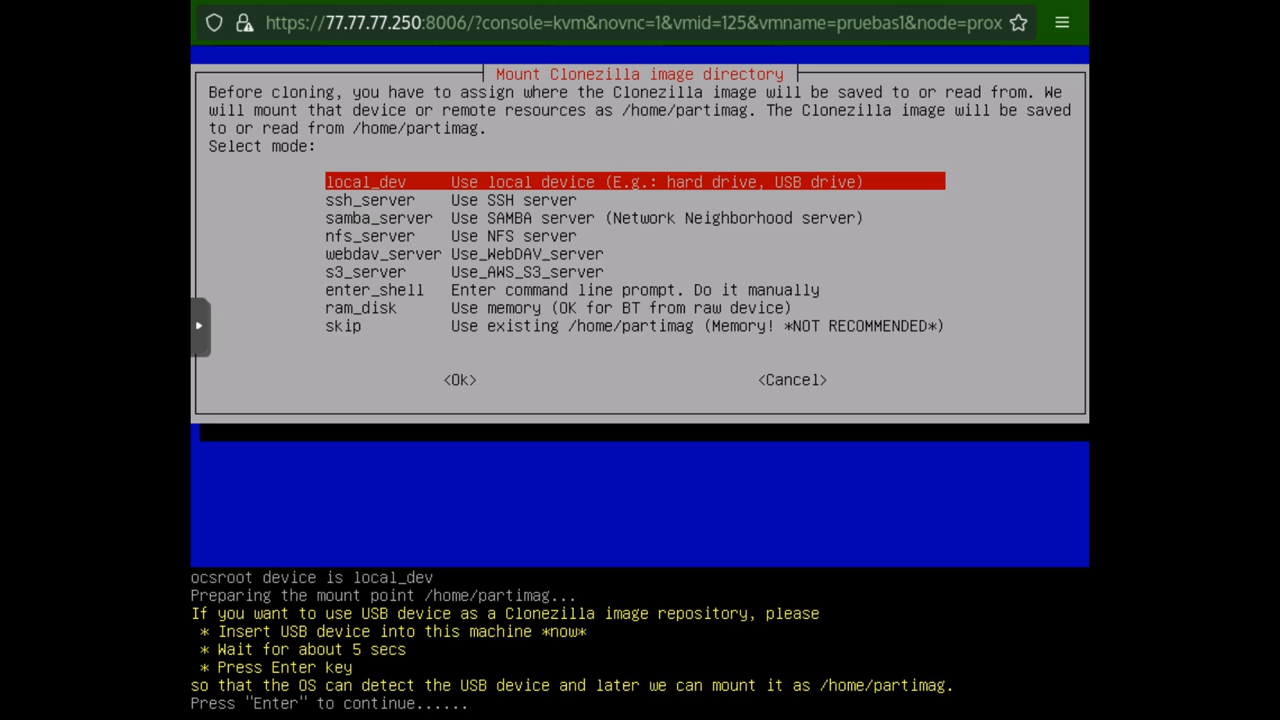 https://77.77.77.250:8006/?console=kvm&novnc=1&vmid=125&vmname=pruebas1&node=prox
Mount Clonezilla image directory
Before cloning, you have to assign where the Clonezilla image will be saved to or read from. We
will mount that device or remote resources as /home/partimag. The Clonezilla image will be saved
to or read from /home/partimag.
Select mode:
local_dev Use local device (E.g.: hard drive, USB drive)
ssh_server Use SSH server
samba_server Use SAMBA server (Network Neighborhood server)
nfs_server Use NFS server
webdav_server Use_WebDAV_server
s3_server Use_AWS_S3_server
enter_shell Enter command line prompt. Do it manually
ram_disk Use memory (OK for BT from raw device)
skip Use existing /home/partimag (Memory! *NOT RECOMMENDED*)
<Ok> <Cancel>
ocsroot device is local_dev
Preparing the mount point /home/partimag...
If you want to use USB device as a Clonezilla image repository, please
* Insert USB device into this machine *now*
* Wait for about 5 secs
* Press Enter key
so that the OS can detect the USB device and later we can mount it as /home/partimag.
Press "Enter" to continue......